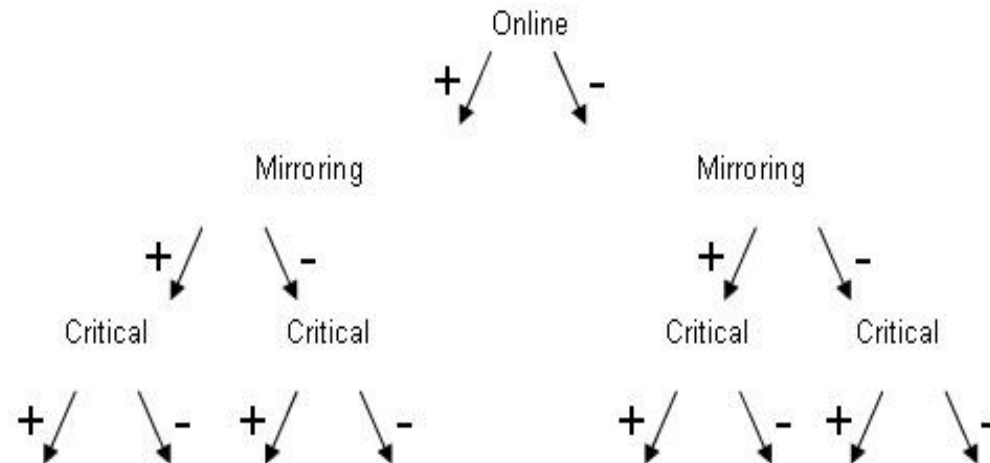 Online
+ -
Mirroring Mirroring
+ - + -
Critical Critical Critical Critical
+ - + - + - + -